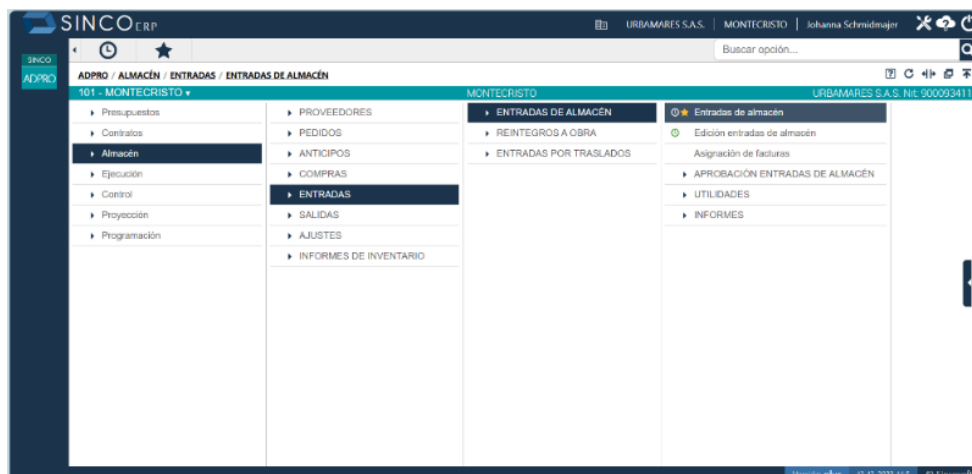 SINCO ERP
URBAMARES S.A.S. | MONTECRISTO | Johanna Schmidmajer
Buscar opción...
SINCO
ADPRO
ADPRO / ALMACÉN / ENTRADAS / ENTRADAS DE ALMACÉN
101 - MONTECRISTO MONTECRISTO URBAMARES S.A.S. Nit: 900093411
Presupuestos
Contratos
Almacén
Ejecución
Control
Proyección
Programación
PROVEEDORES
PEDIDOS
ANTICIPOS
COMPRAS
ENTRADAS
SALIDAS
AJUSTES
INFORMES DE INVENTARIO
ENTRADAS DE ALMACÉN
REINTEGROS A OBRA
ENTRADAS POR TRASLADOS
Entradas de almacén
Edición entradas de almacén
Asignación de facturas
APROBACIÓN ENTRADAS DE ALMACÉN
UTILIDADES
INFORMES